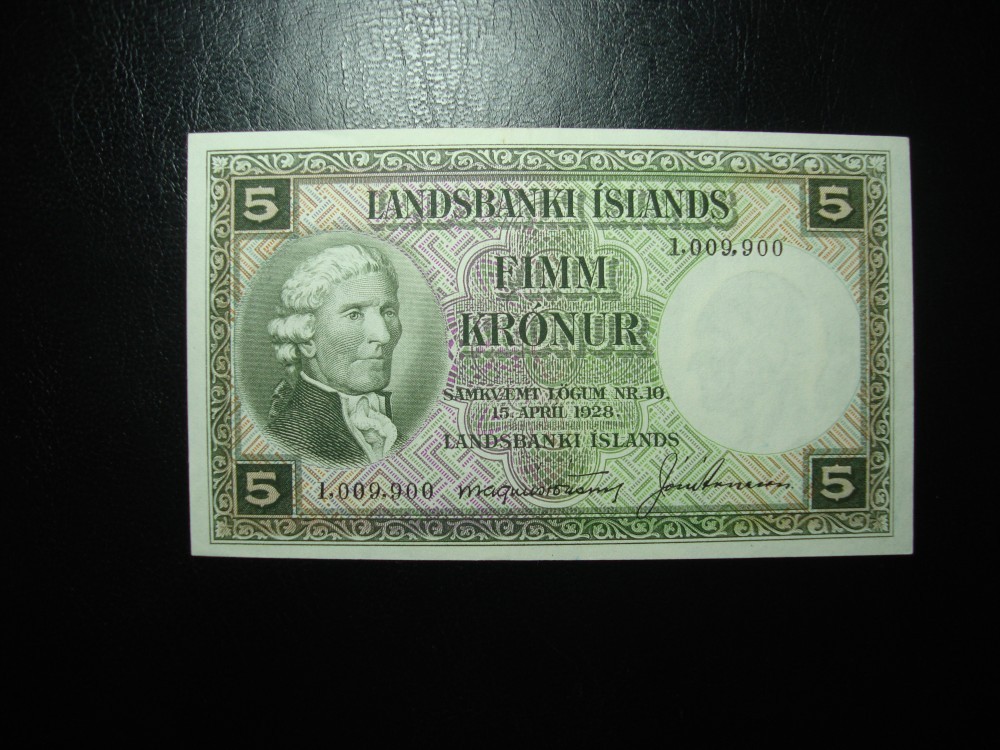 5 LANDSBANKI ÍSLANDS 5
1.009.900
FIMM
KRÓNUR
SAMKVÆMT LÖGUM NR. 10,
15. APRÍL 1928.
LANDSBANKI ÍSLANDS
5 1.009.900 5